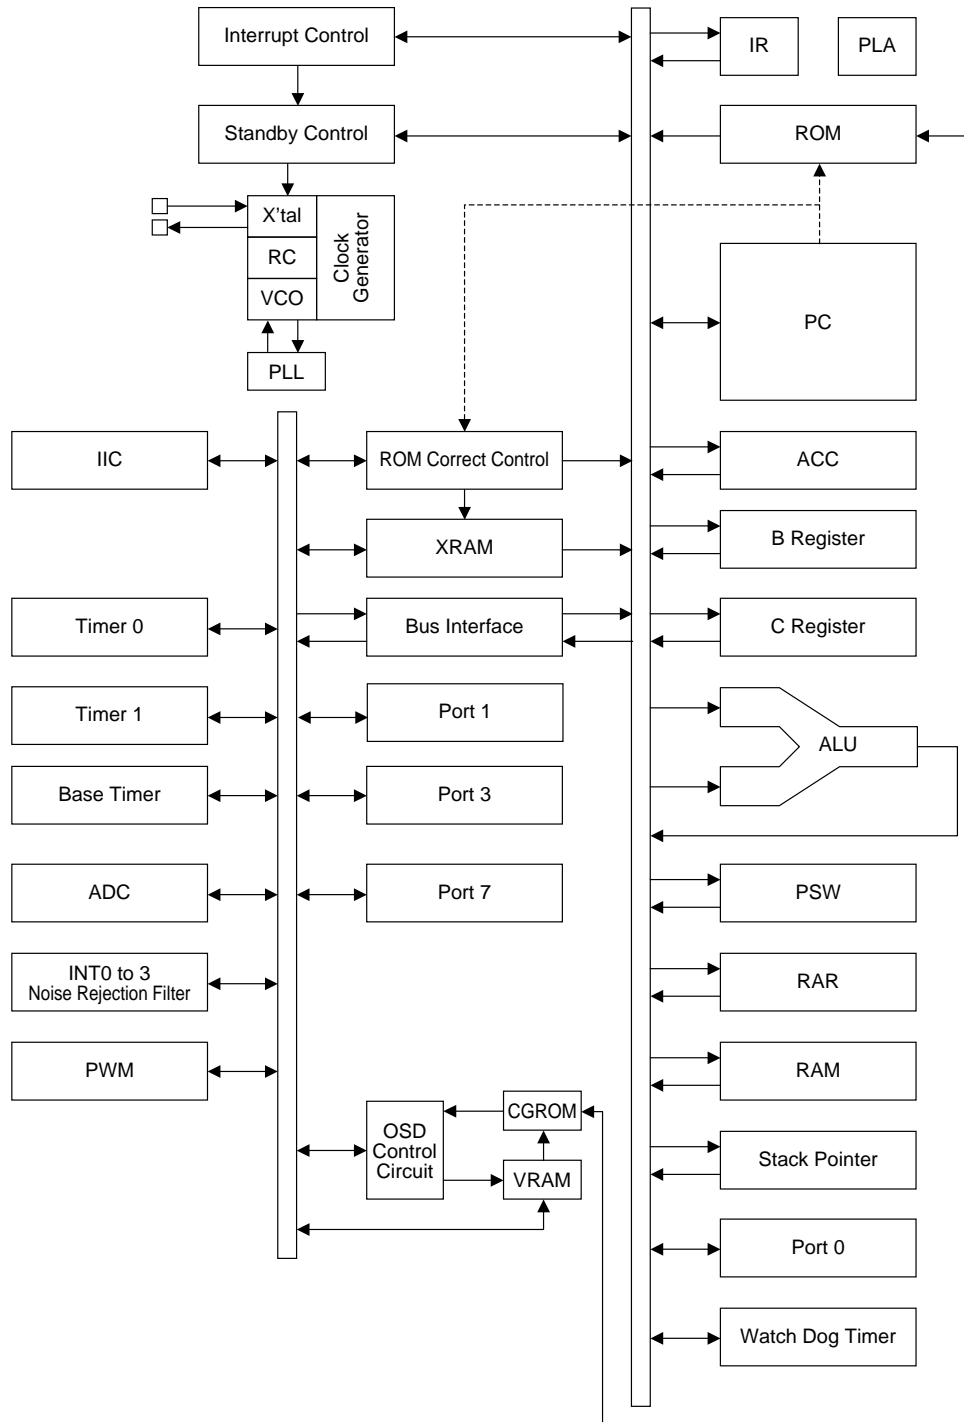 Interrupt Control
IR
PLA
Standby Control
ROM
X'tal
RC
VCO
Clock
Generator
PC
PLL
IIC
ROM Correct Control
ACC
XRAM
B Register
Timer 0
Bus Interface
C Register
Timer 1
Port 1
ALU
Base Timer
Port 3
ADC
Port 7
PSW
INT0 to 3
Noise Rejection Filter
RAR
PWM
RAM
OSD
Control
Circuit
CGROM
VRAM
Stack Pointer
Port 0
Watch Dog Timer